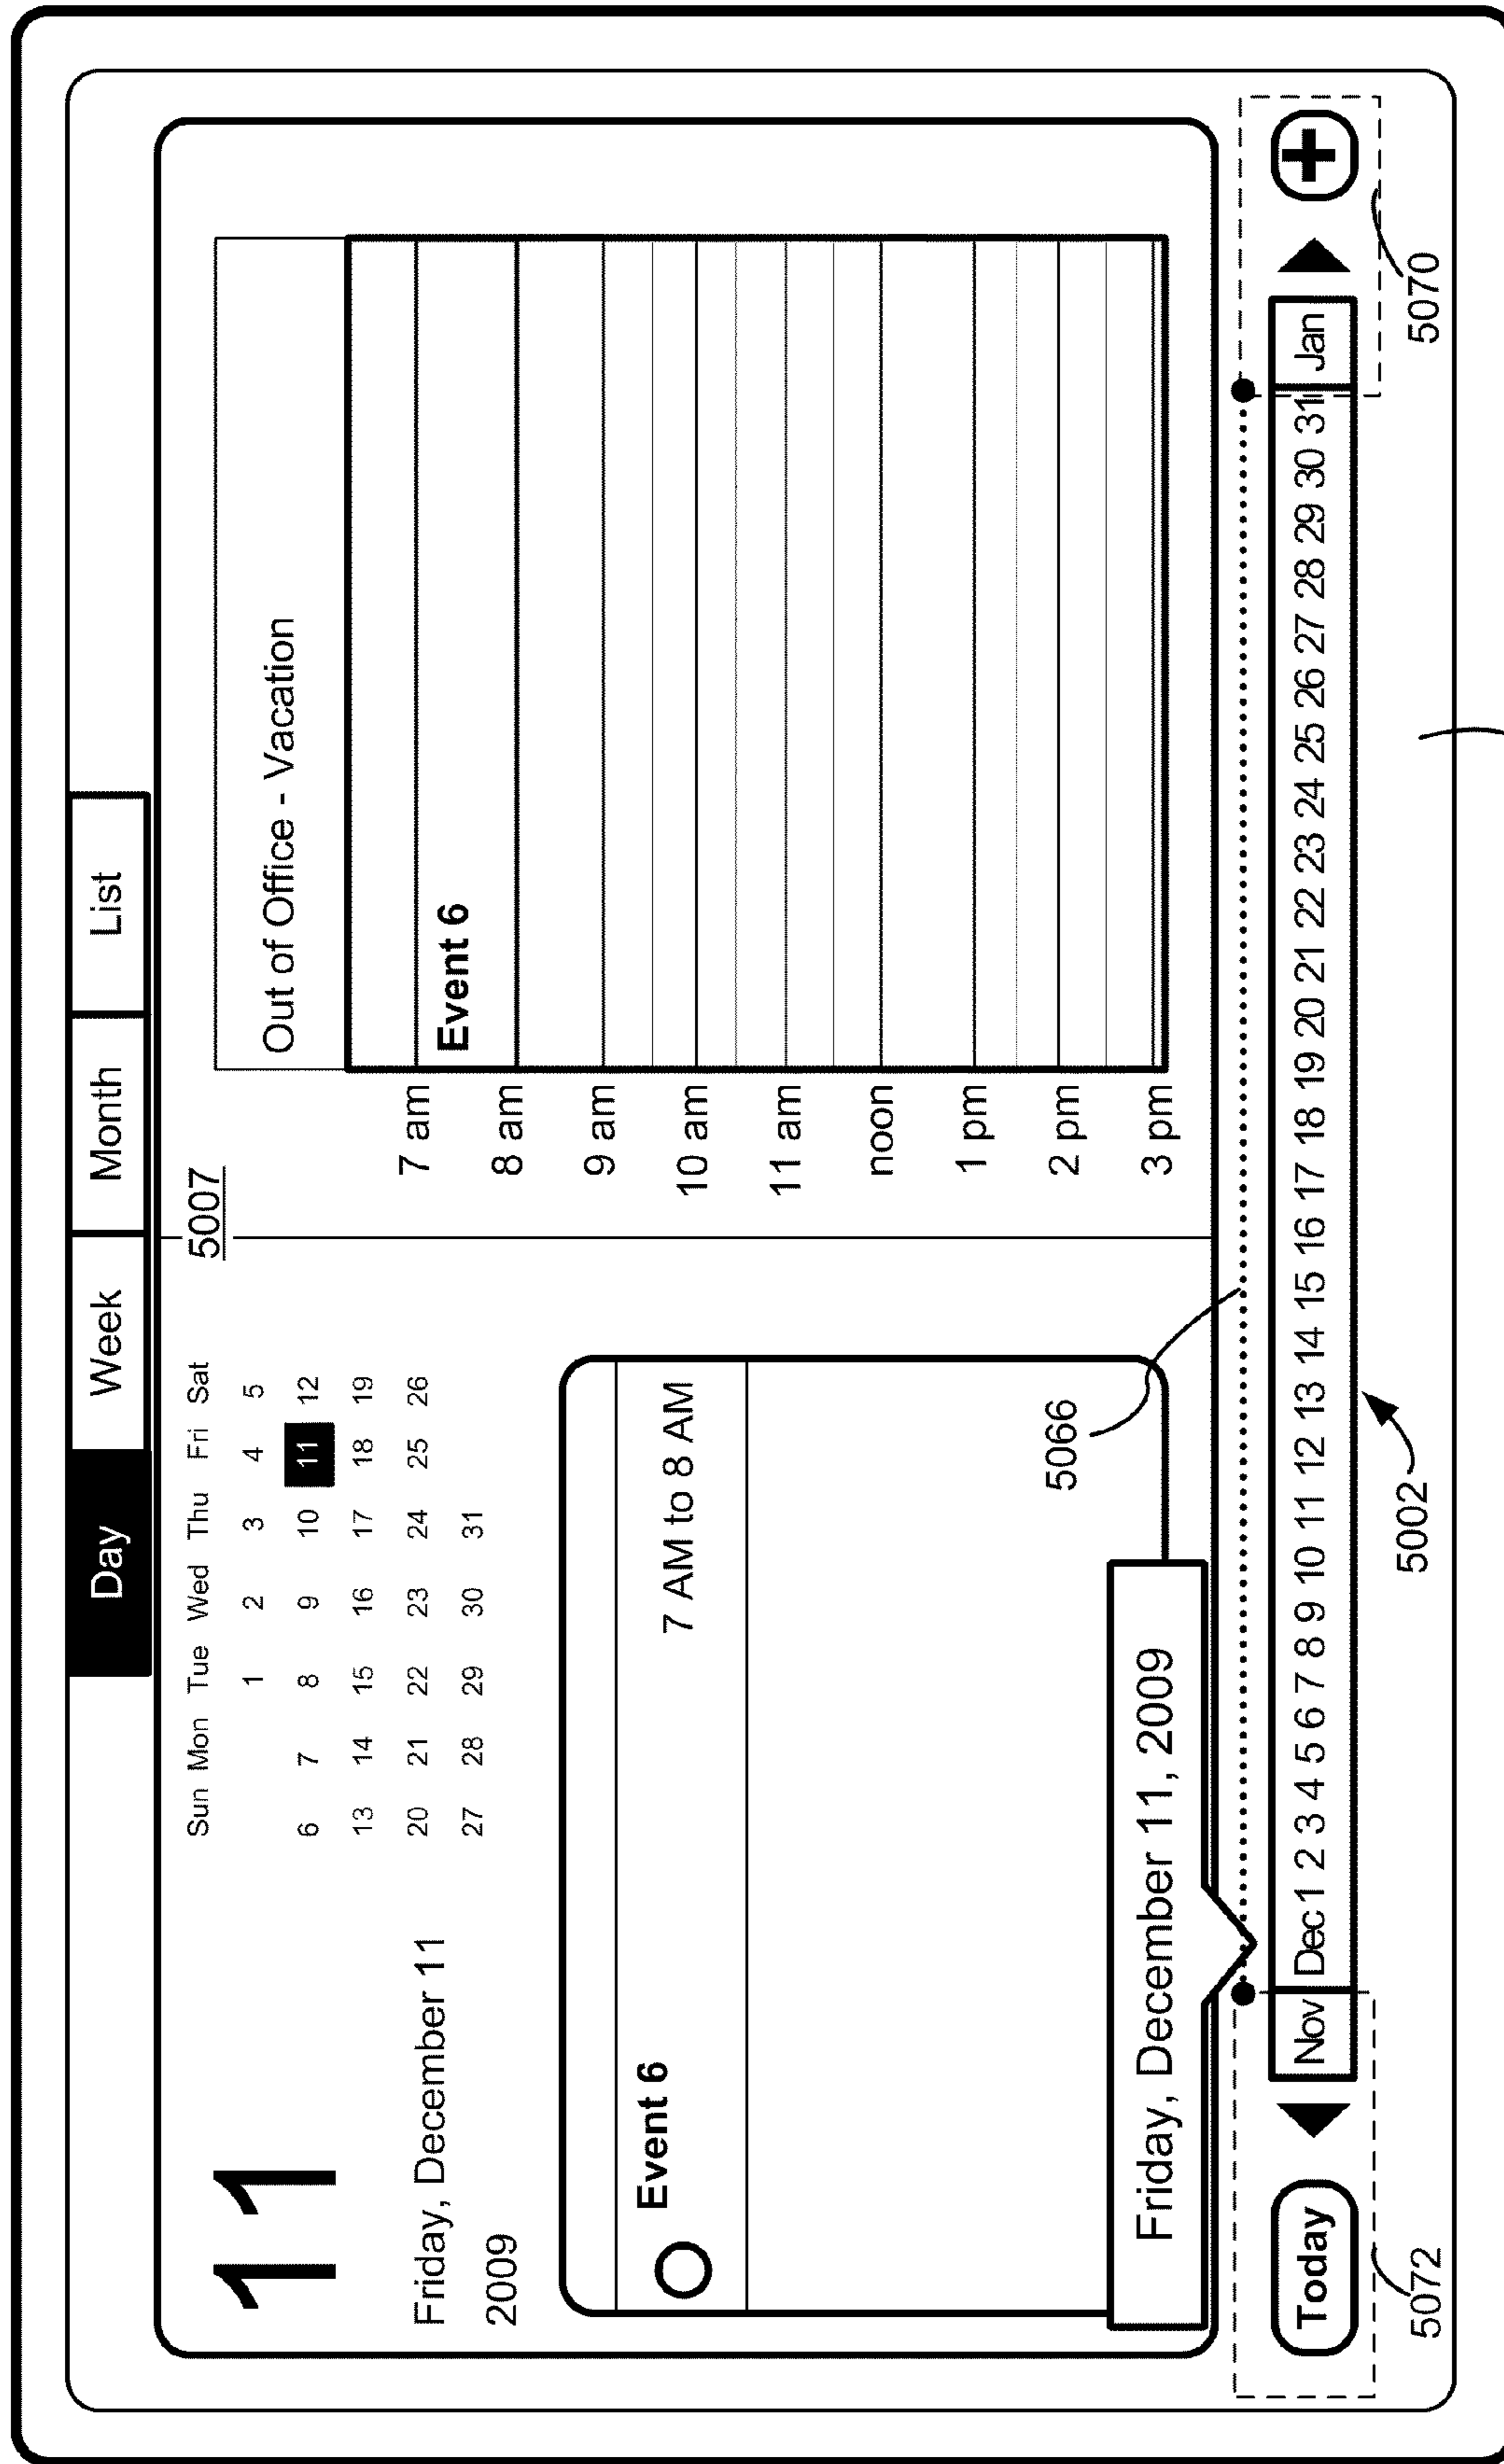 Day Week Month List
11
Friday, December 11
2009
Sun Mon Tue Wed Thu Fri Sat
1 2 3 4 5
6 7 8 9 10 11 12
13 14 15 16 17 18 19
20 21 22 23 24 25 26
27 28 29 30 31
Event 6
7 AM to 8 AM
5066
Friday, December 11, 2009
5007
Out of Office - Vacation
7 am
Event 6
8 am
9 am
10 am
11 am
noon
1 pm
2 pm
3 pm
Today Nov Dec 1 2 3 4 5 6 7 8 9 10 11 12 13 14 15 16 17 18 19 20 21 22 23 24 25 26 27 28 29 30 31 Jan +
5072
5002
5070